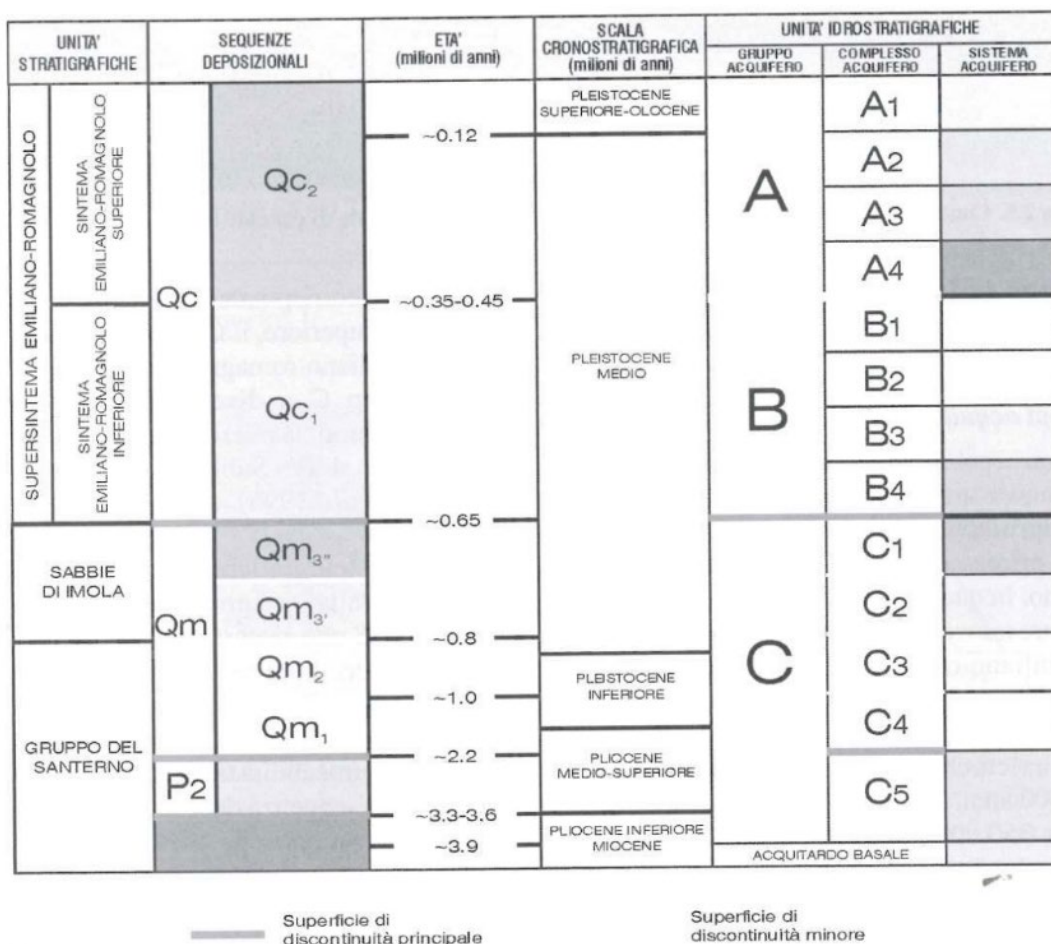 UNITA'
STRATIGRAFICHE
SEQUENZE
DEPOSIZIONALI
ETA'
(milioni di anni)
SCALA
CRONOSTRATIGRAFICA
(milioni di anni)
UNITA' IDROSTRATIGRAFICHE
GRUPPO
ACQUIFERO
COMPLESSO
ACQUIFERO
SISTEMA
ACQUIFERO
SUPERSINTEMA EMILIANO-ROMAGNOLO
SINTEMA
EMILIANO-ROMAGNOLO
SUPERIORE
SINTEMA
EMILIANO-ROMAGNOLO
INFERIORE
SABBIE
DI IMOLA
GRUPPO DEL
SANTERNO
Qc
Qm
P2
Qc2
Qc1
Qm3"
Qm3'
Qm2
Qm1
~0.12
~0.35-0.45
~0.65
~0.8
~1.0
~2.2
~3.3-3.6
~3.9
PLEISTOCENE
SUPERIORE-OLOCENE
PLEISTOCENE
MEDIO
PLEISTOCENE
INFERIORE
PLIOCENE
MEDIO-SUPERIORE
PLIOCENE INFERIORE
MIOCENE
A
B
C
A1
A2
A3
A4
B1
B2
B3
B4
C1
C2
C3
C4
C5
ACQUITARDO BASALE
Superficie di
discontinuità principale
Superficie di
discontinuità minore